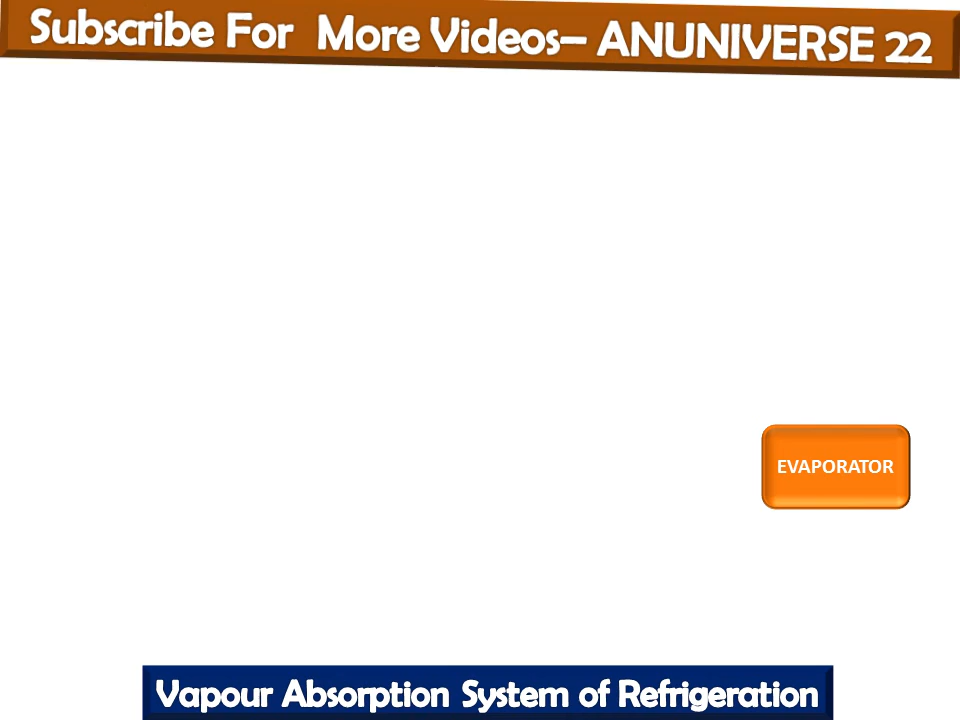 Subscribe For  More Videos– ANUNIVERSE 22
EVAPORATOR
Vapour Absorption System of Refrigeration